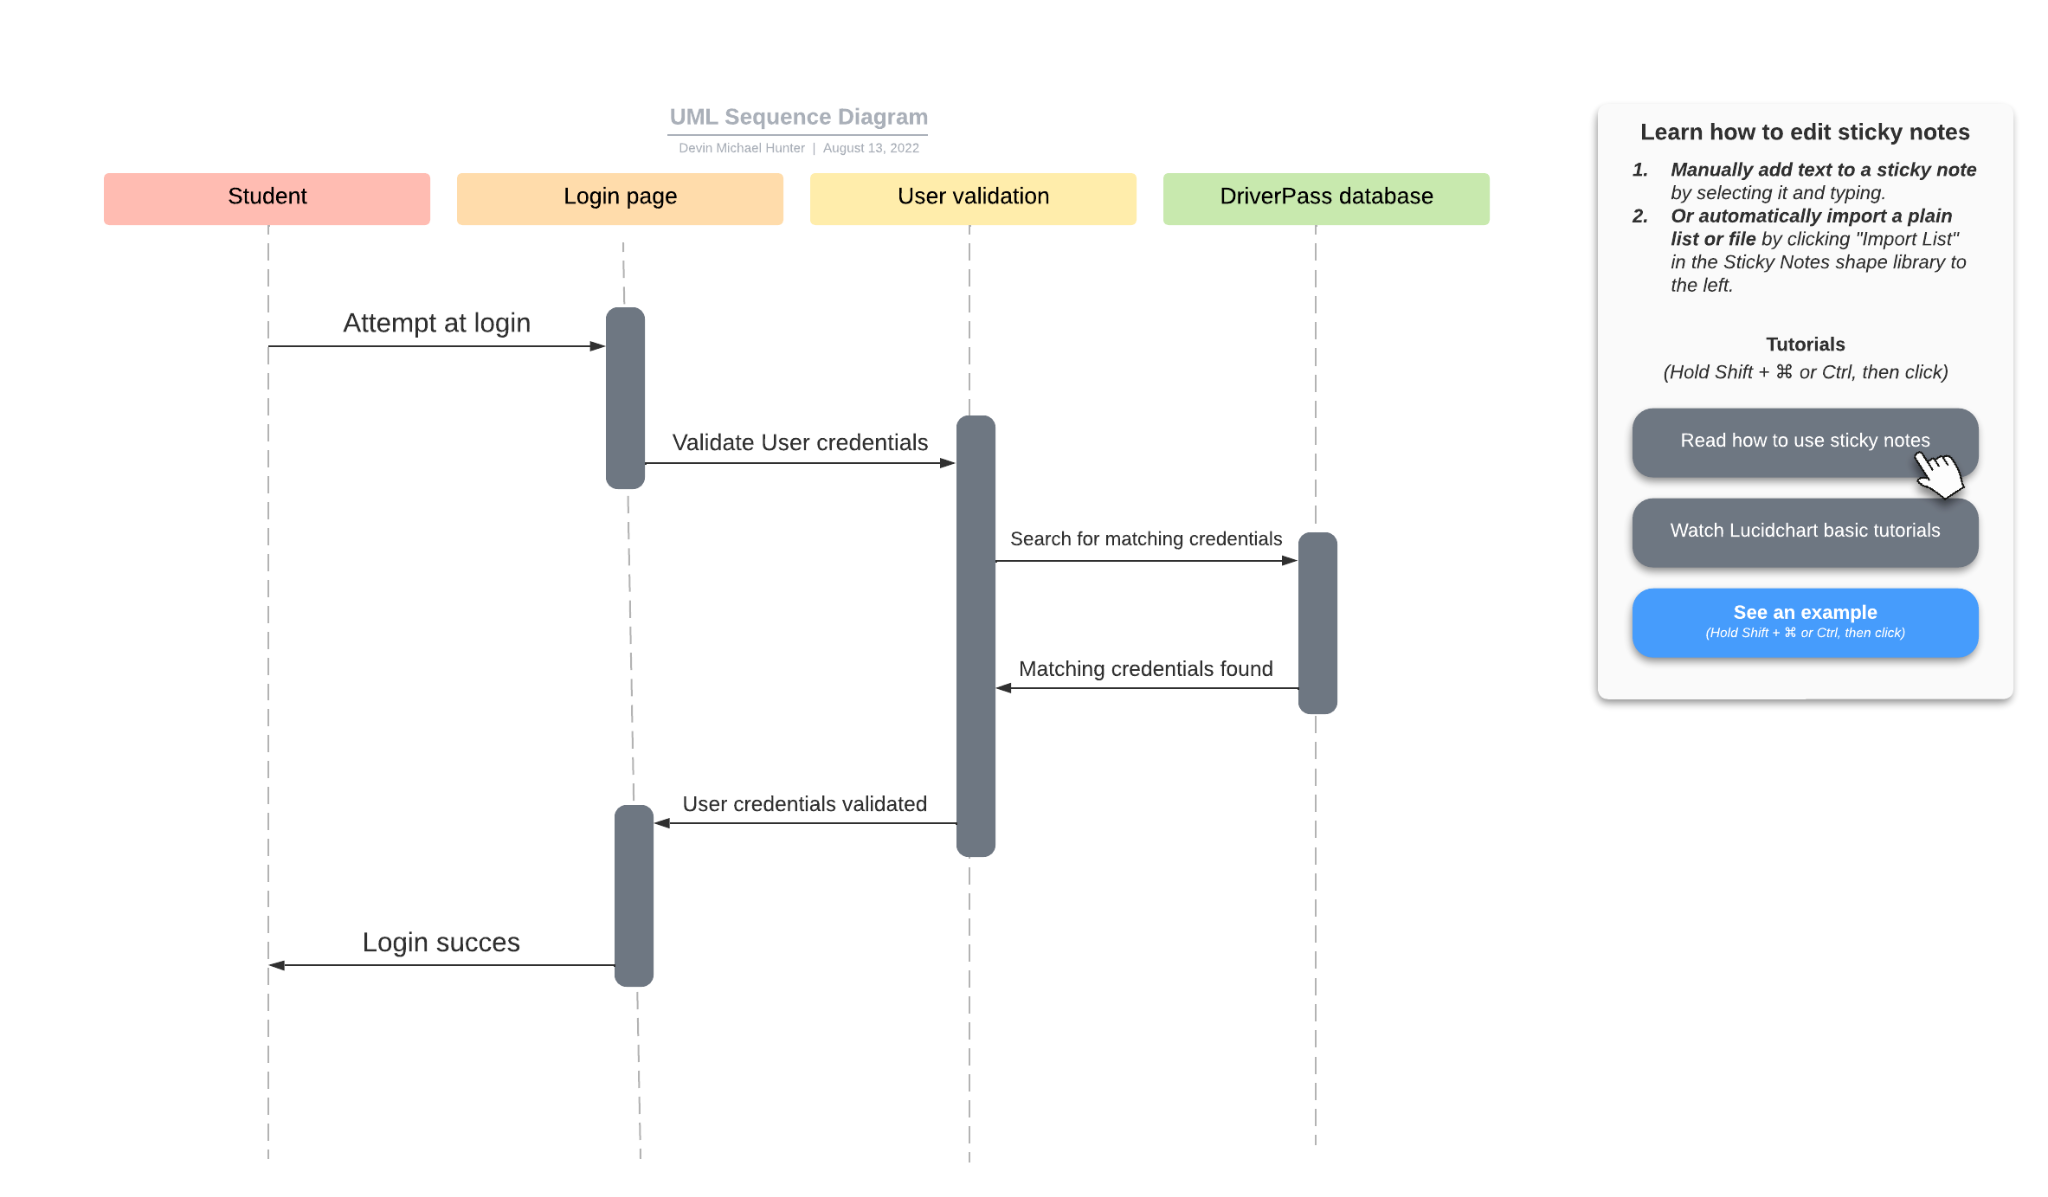 UML Sequence Diagram
Devin Michael Hunter | August 13, 2022
Student
Login page
User validation
DriverPass database
Attempt at login
Validate User credentials
Search for matching credentials
Matching credentials found
User credentials validated
Login succes
Learn how to edit sticky notes
1. Manually add text to a sticky note
by selecting it and typing.
2. Or automatically import a plain
list or file by clicking "Import List"
in the Sticky Notes shape library to
the left.
Tutorials
(Hold Shift + ⌘ or Ctrl, then click)
Read how to use sticky notes
Watch Lucidchart basic tutorials
See an example
(Hold Shift + ⌘ or Ctrl, then click)